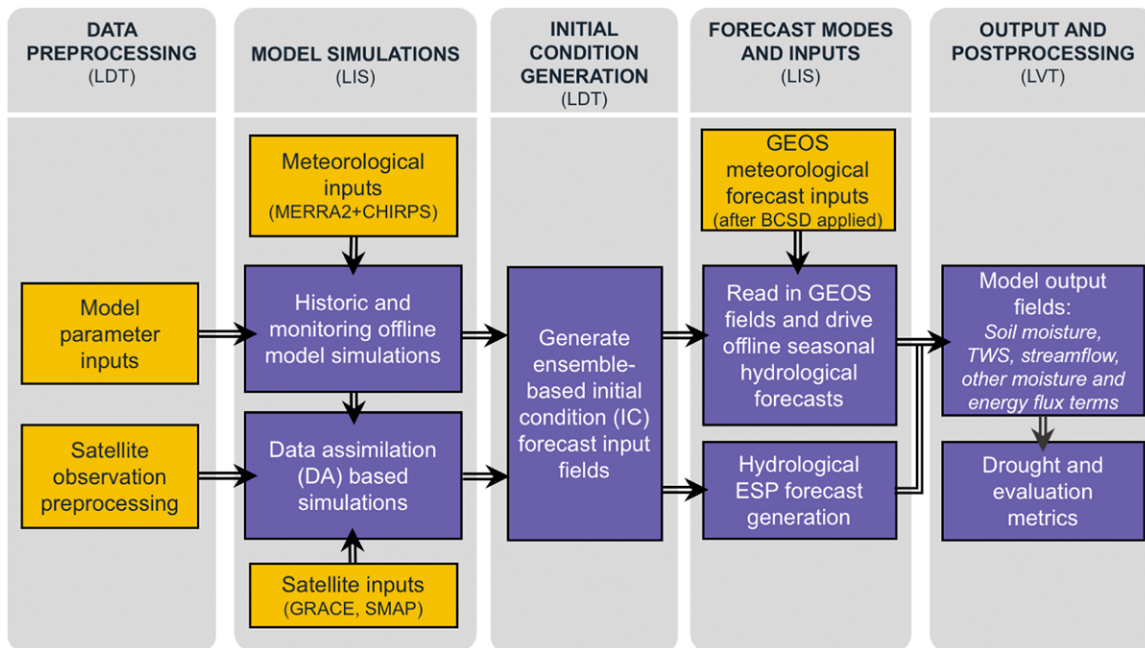 DATA
PREPROCESSING
(LDT)
MODEL SIMULATIONS
(LIS)
INITIAL
CONDITION
GENERATION
(LDT)
FORECAST MODES
AND INPUTS
(LIS)
OUTPUT AND
POSTPROCESSING
(LVT)
Model
parameter
inputs
Satellite
observation
preprocessing
Meteorological
inputs
(MERRA2+CHIRPS)
Historic and
monitoring offline
model simulations
Data assimilation
(DA) based
simulations
Satellite inputs
(GRACE, SMAP)
Generate
ensemble-
based initial
condition (IC)
forecast input
fields
GEOS
meteorological
forecast inputs
(after BCSD applied)
Read in GEOS
fields and drive
offline seasonal
hydrological
forecasts
Hydrological
ESP forecast
generation
Model output
fields:
Soil moisture,
TWS, streamflow,
other moisture and
energy flux terms
Drought and
evaluation
metrics